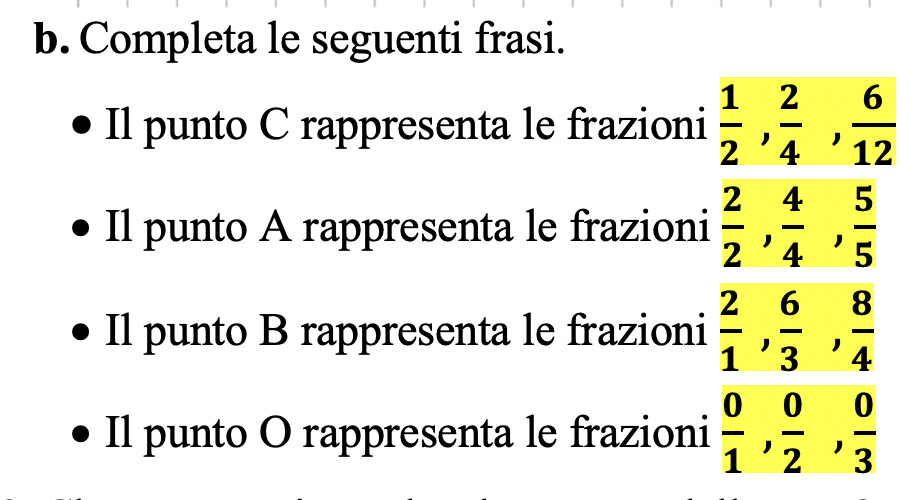 b. Completa le seguenti frasi.
• Il punto C rappresenta le frazioni 1/2 , 2/4 , 6/12
• Il punto A rappresenta le frazioni 2/2 , 4/4 , 5/5
• Il punto B rappresenta le frazioni 2/1 , 6/3 , 8/4
• Il punto O rappresenta le frazioni 0/1 , 0/2 , 0/3